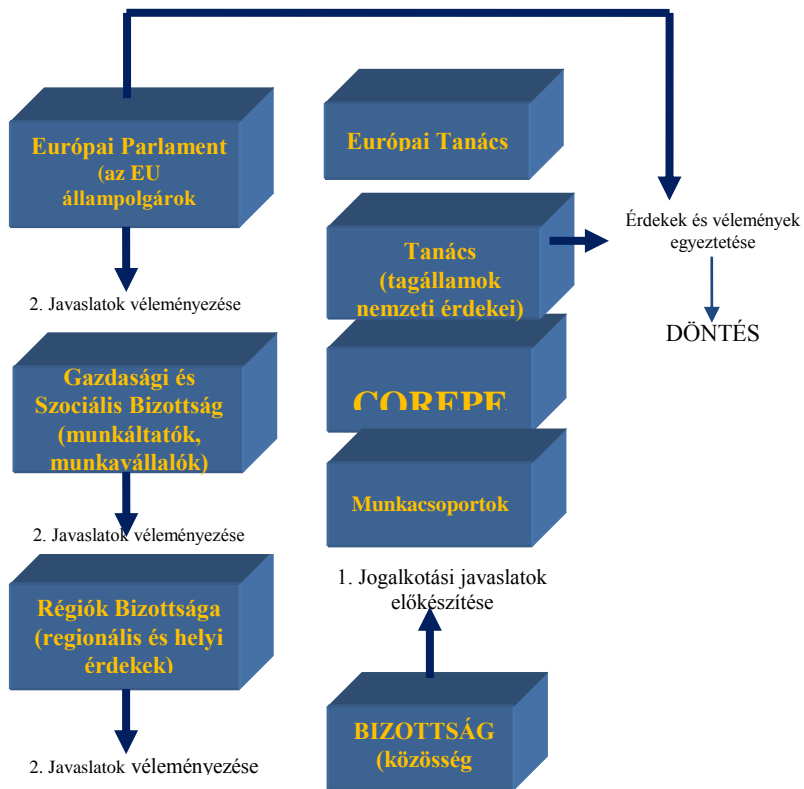 Európai Parlament
(az EU
állampolgárok
2. Javaslatok véleményezése
Gazdasági és
Szociális Bizottság
(munkáltatók,
munkavállalók)
2. Javaslatok véleményezése
Régiók Bizottsága
(regionális és helyi
érdekek)
2. Javaslatok véleményezése
Európai Tanács
Tanács
(tagállamok
nemzeti érdekei)
COREPE
Munkacsoportok
1. Jogalkotási javaslatok
előkészítése
BIZOTTSÁG
(közösség
Érdekek és vélemények
egyeztetése
DÖNTÉS